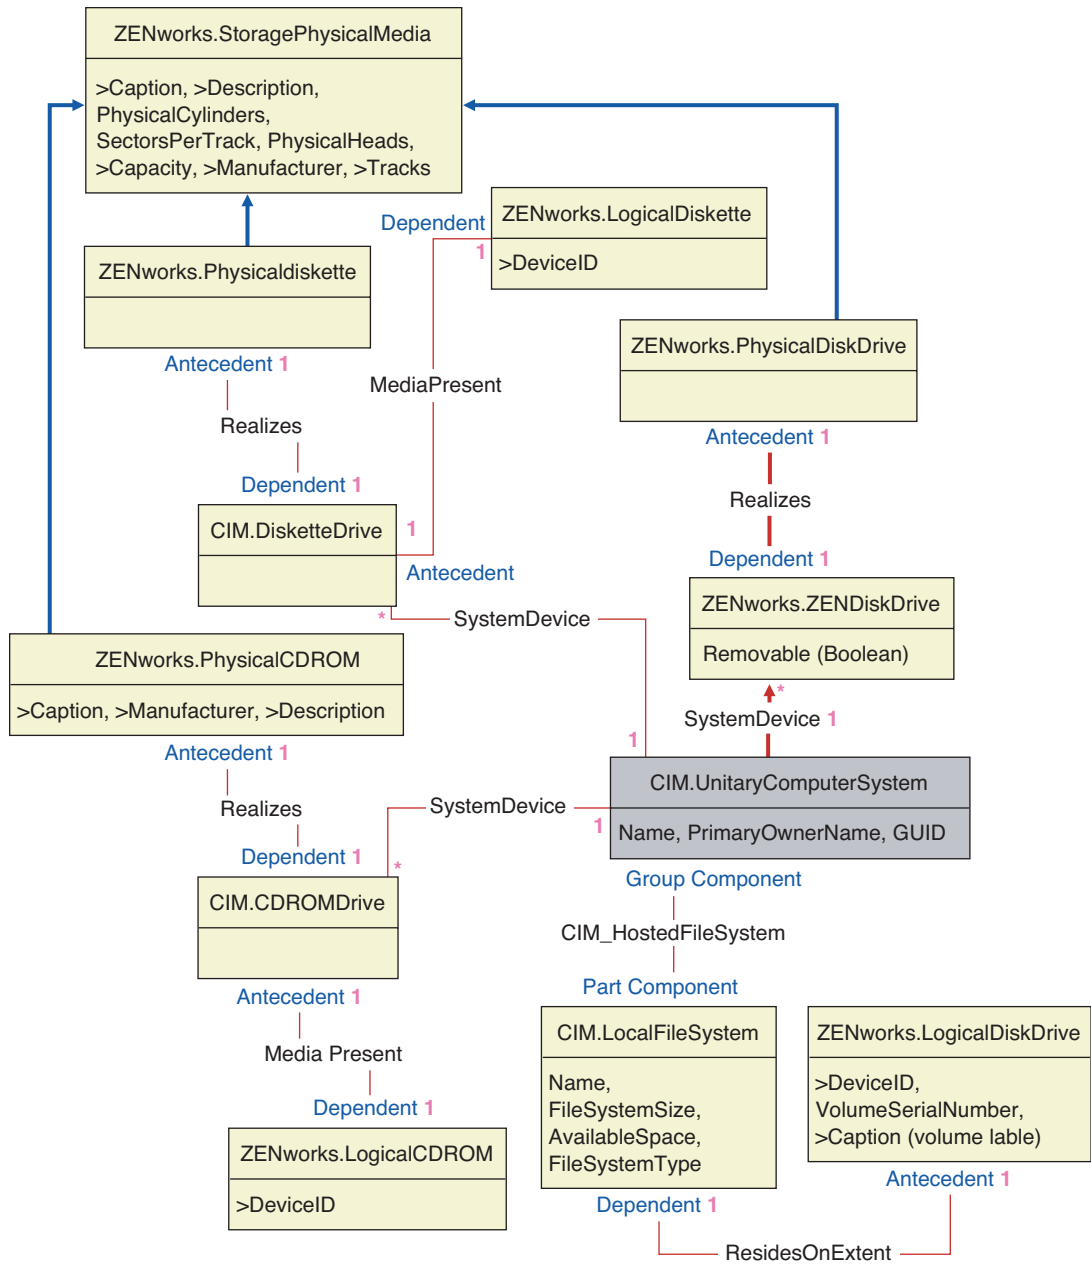 ZENworks.StoragePhysicalMedia
>Caption, >Description,
PhysicalCylinders,
SectorsPerTrack, PhysicalHeads,
>Capacity, >Manufacturer, >Tracks
Dependent
1
ZENworks.LogicalDiskette
>DeviceID
ZENworks.Physicaldiskette
Antecedent 1
Realizes
Dependent 1
MediaPresent
ZENworks.PhysicalDiskDrive
Antecedent 1
Realizes
Dependent 1
CIM.DisketteDrive
1
Antecedent
*
SystemDevice
1
ZENworks.ZENDiskDrive
Removable (Boolean)
*
SystemDevice 1
ZENworks.PhysicalCDROM
>Caption, >Manufacturer, >Description
Antecedent 1
Realizes
Dependent 1
SystemDevice
1
*
CIM.UnitaryComputerSystem
Name, PrimaryOwnerName, GUID
Group Component
CIM_HostedFileSystem
Part Component
CIM.CDROMDrive
Antecedent 1
Media Present
Dependent 1
ZENworks.LogicalCDROM
>DeviceID
CIM.LocalFileSystem
Name,
FileSystemSize,
AvailableSpace,
FileSystemType
Dependent 1
ZENworks.LogicalDiskDrive
>DeviceID,
VolumeSerialNumber,
>Caption (volume lable)
Antecedent 1
ResidesOnExtent